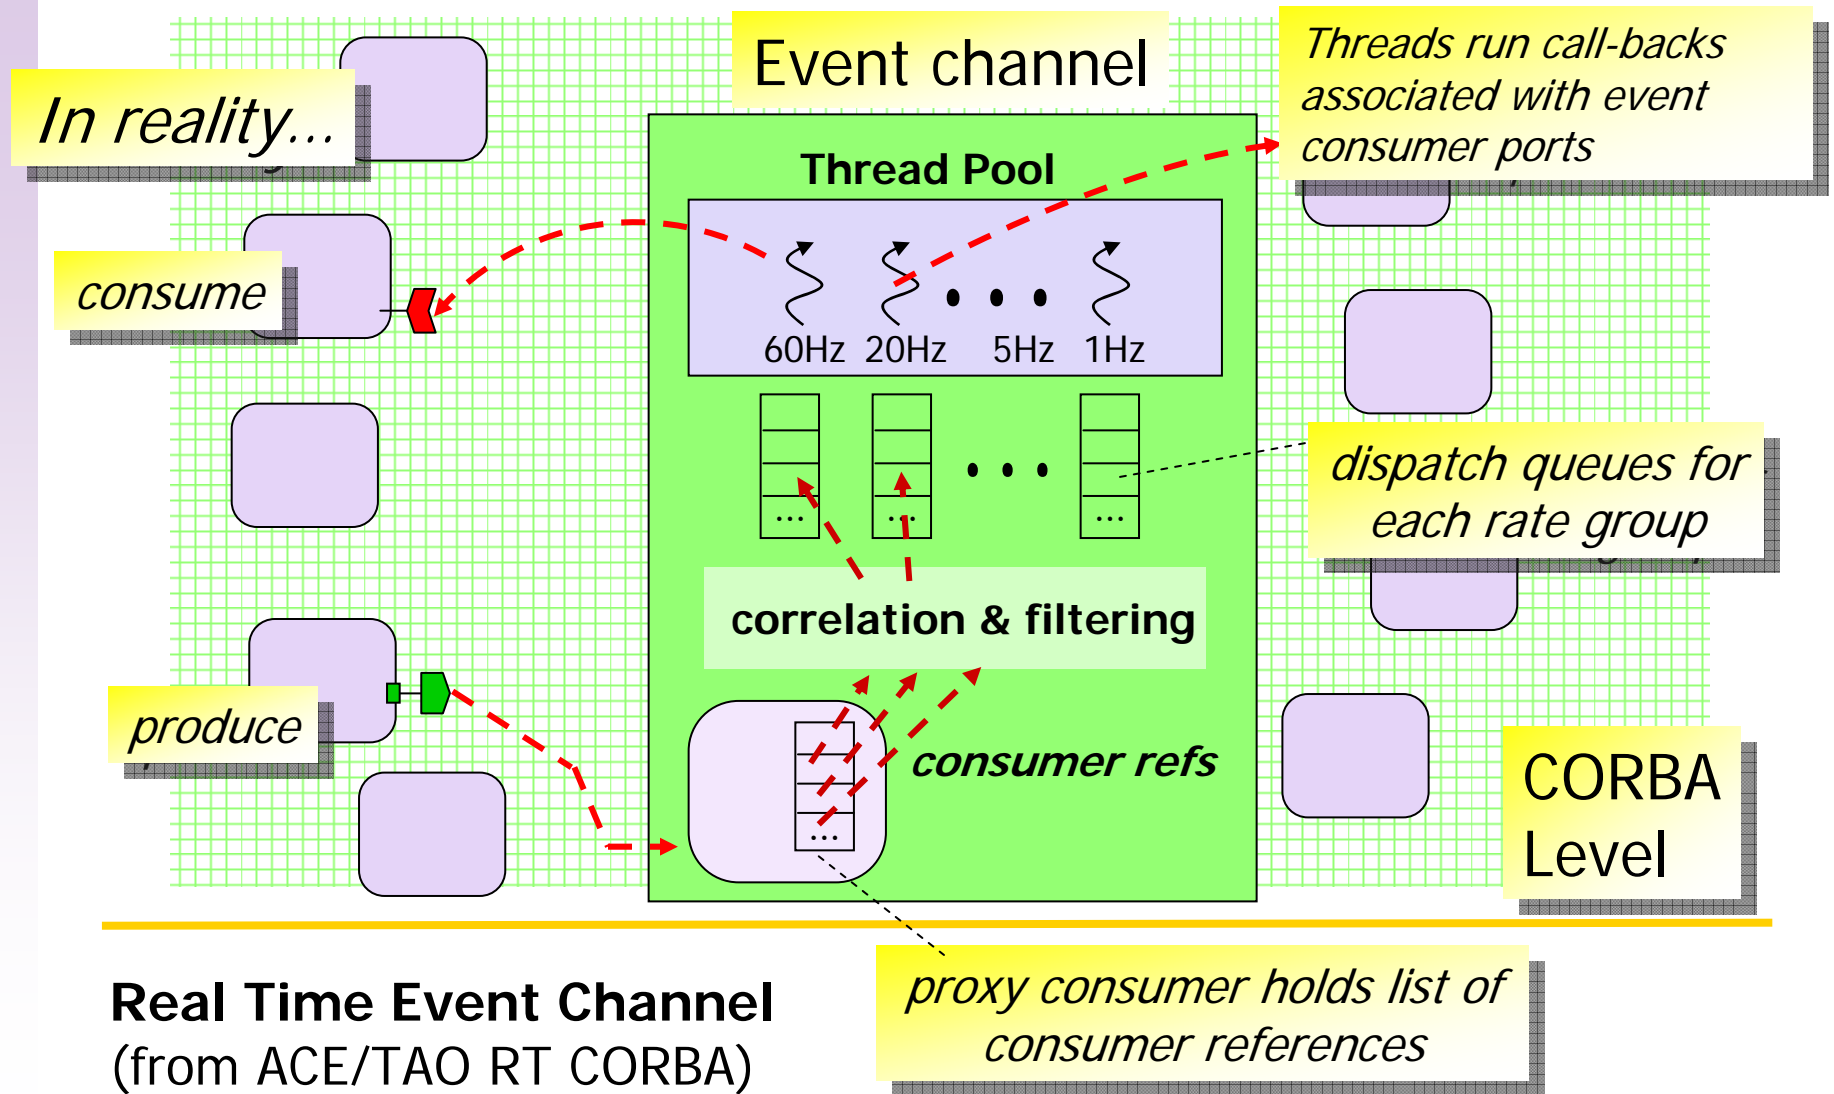 Event channel
Threads run call-backs
associated with event
consumer ports
In reality...
Thread Pool
consume
60Hz 20Hz 5Hz 1Hz
dispatch queues for
each rate group
... ... ...
correlation & filtering
produce
consumer refs
...
CORBA
Level
proxy consumer holds list of
consumer references
Real Time Event Channel
(from ACE/TAO RT CORBA)